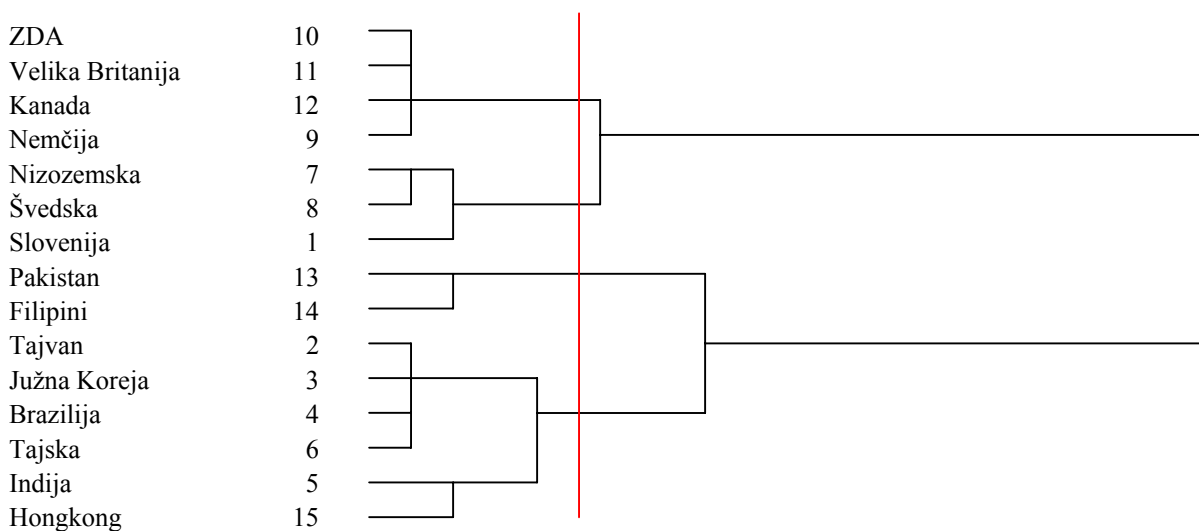 ZDA 10
Velika Britanija 11
Kanada 12
Nemčija 9
Nizozemska 7
Švedska 8
Slovenija 1
Pakistan 13
Filipini 14
Tajvan 2
Južna Koreja 3
Brazilija 4
Tajska 6
Indija 5
Hongkong 15